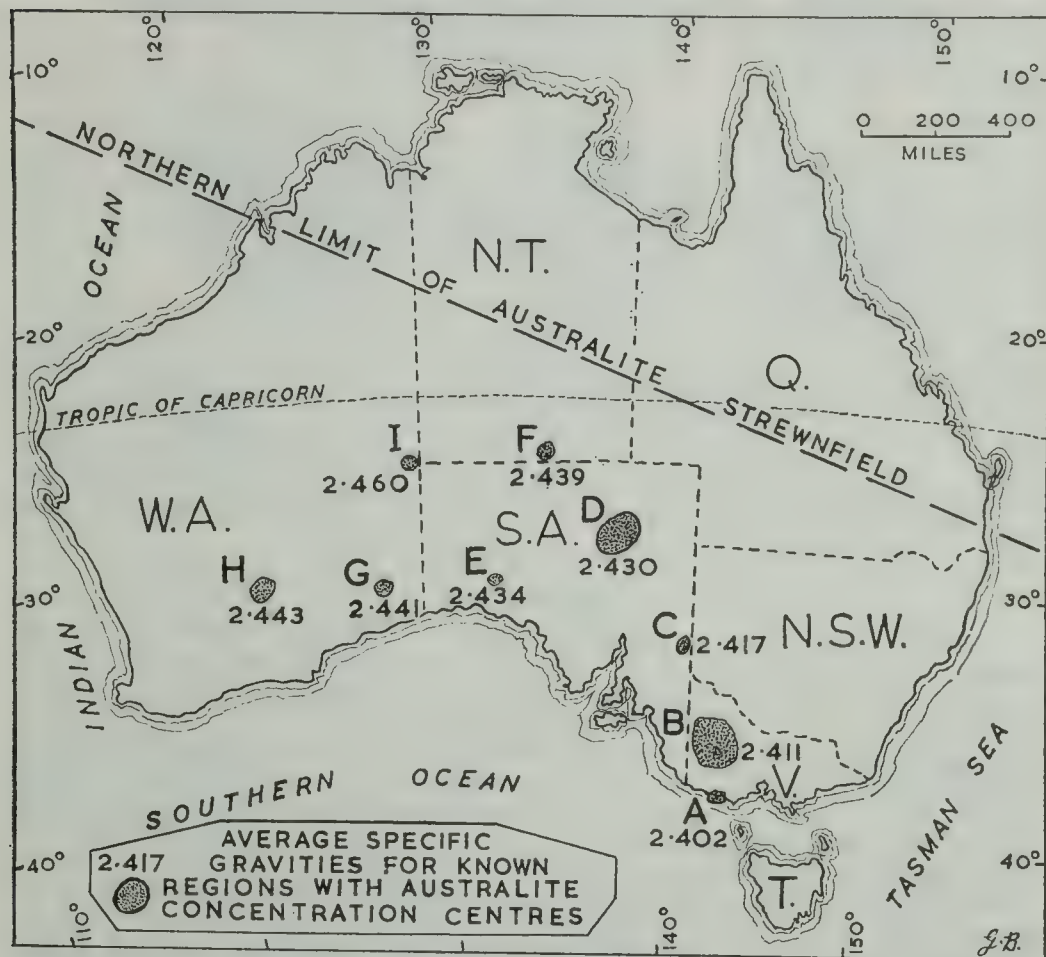 120°
130°
140°
150°
10°
10°
0 200 400
MILES
NORTHERN LIMIT OF AUSTRALITE STREWNFIELD
INDIAN OCEAN
N.T.
20°
20°
Q.
TROPIC OF CAPRICORN
I
2·460
F
2·439
W.A.
S.A.
D
2·430
H
2·443
G
2·441
E
2·434
30°
30°
C
2·417
N.S.W.
B
2·411
V.
A
2·402
SOUTHERN OCEAN
TASMAN SEA
T.
40°
40°
AVERAGE SPECIFIC
2·417 GRAVITIES FOR KNOWN
REGIONS WITH AUSTRALITE
CONCENTRATION CENTRES
110°
140°
150°
G.B.